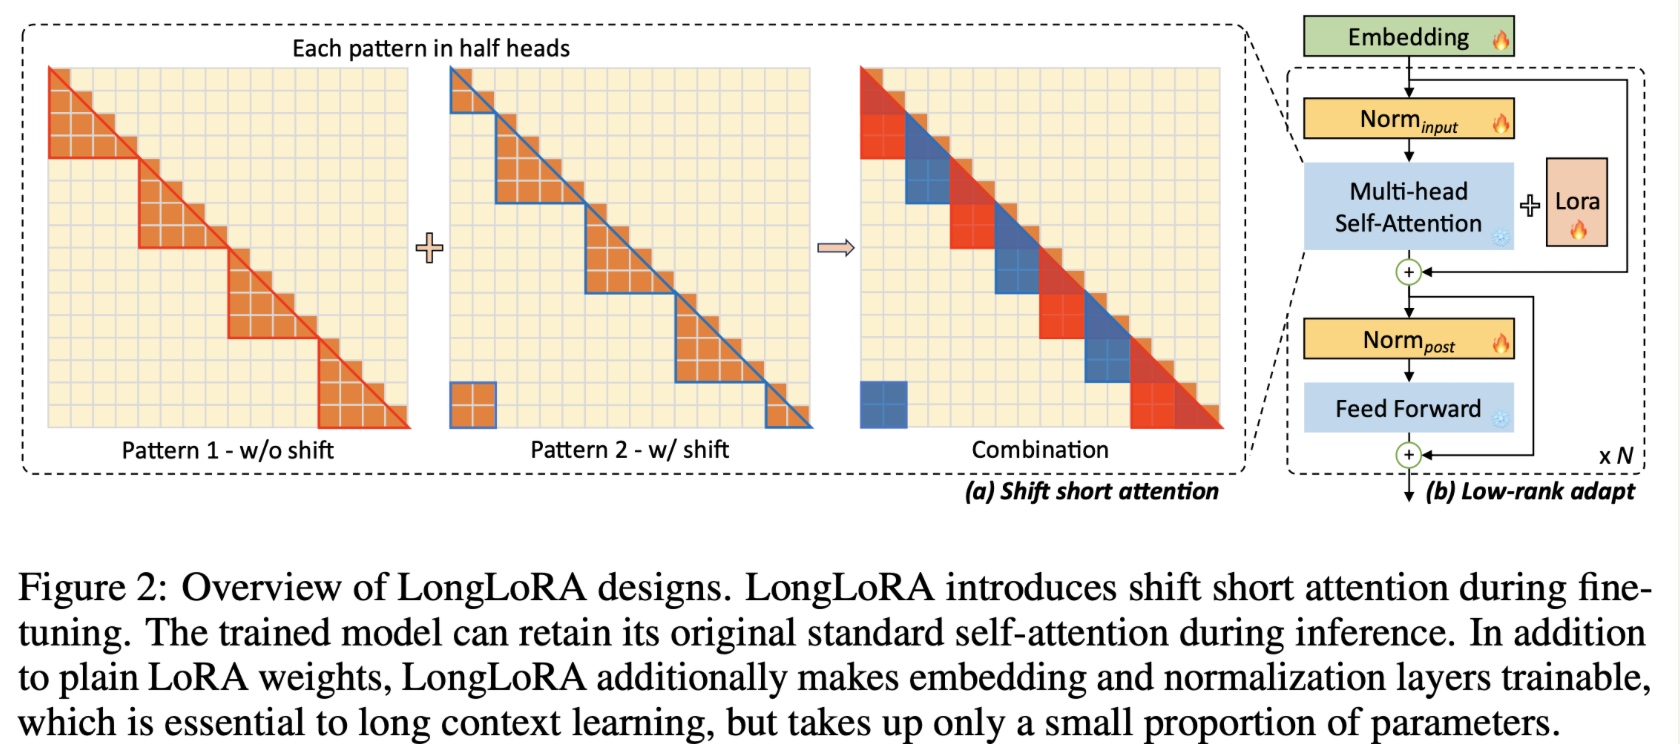 Each pattern in half heads
Pattern 1 - w/o shift
Pattern 2 - w/ shift
Combination
(a) Shift short attention
Embedding
Norm input
Multi-head
Self-Attention
Lora
Norm post
Feed Forward
x N
(b) Low-rank adapt
Figure 2: Overview of LongLoRA designs. LongLoRA introduces shift short attention during fine-
tuning. The trained model can retain its original standard self-attention during inference. In addition
to plain LoRA weights, LongLoRA additionally makes embedding and normalization layers trainable,
which is essential to long context learning, but takes up only a small proportion of parameters.